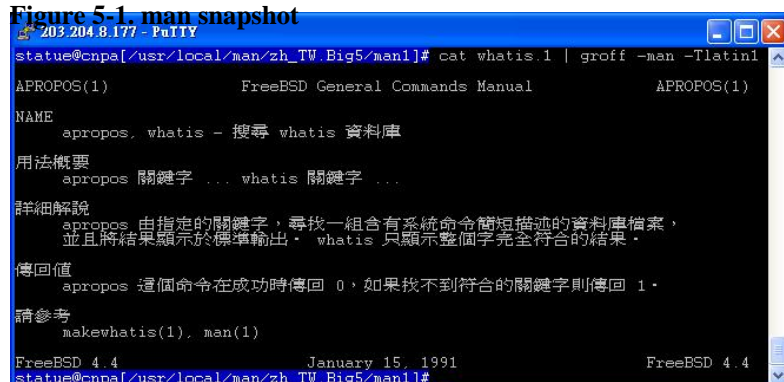 Figure 5-1. man snapshot
203.204.8.177 - PuTTY
statue@cnpa[/usr/local/man/zh_TW.Big5/man1]# cat whatis.1 | groff -man -Tlatin1
APROPOS(1) FreeBSD General Commands Manual APROPOS(1)
NAME
apropos, whatis - 搜尋 whatis 資料庫
用法概要
apropos 關鍵字 ... whatis 關鍵字 ...
詳細解說
apropos 由指定的關鍵字，尋找一組含有系統命令簡短描述的資料庫檔案，
並且將結果顯示於標準輸出． whatis 只顯示整個字完全符合的結果．
傳回值
apropos 這個命令在成功時傳回 0，如果找不到符合的關鍵字則傳回 1．
請參考
makewhatis(1), man(1)
FreeBSD 4.4 January 15, 1991 FreeBSD 4.4
statue@cnpa[/usr/local/man/zh_TW.Big5/man1]#